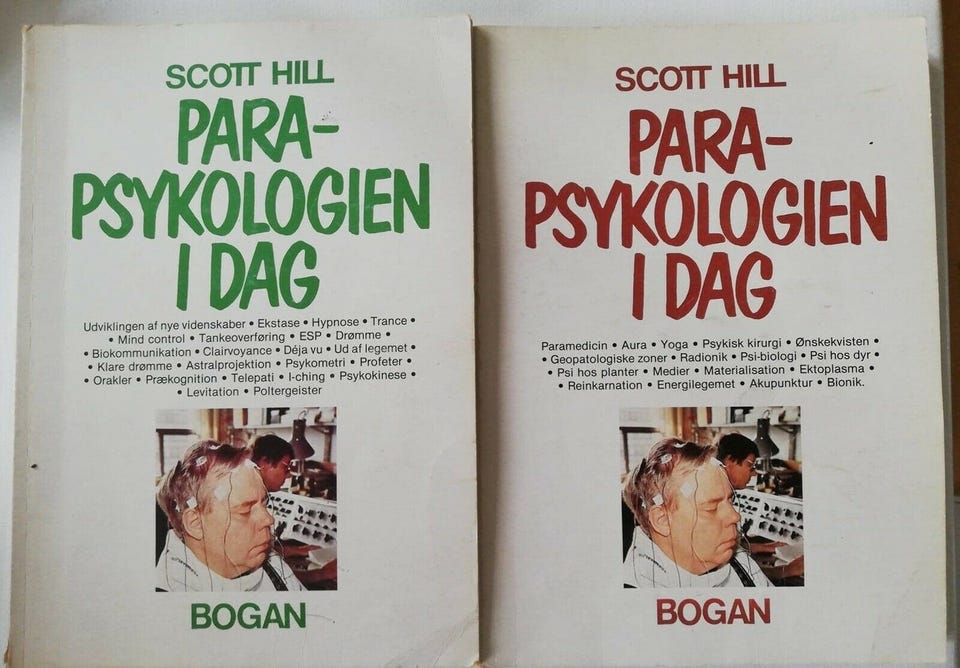 SCOTT HILL
PARA-
PSYKOLOGIEN
I DAG
Udviklingen af nye videnskaber • Ekstase • Hypnose • Trance •
• Mind control • Tankeoverføring • ESP • Drømme •
• Biokommunikation • Clairvoyance • Déja vu • Ud af legemet •
• Klare drømme • Astralprojektion • Psykometri • Profeter •
• Orakler • Prækognition • Telepati • I-ching • Psykokinese •
• Levitation • Poltergeister
BOGAN
SCOTT HILL
PARA-
PSYKOLOGIEN
I DAG
Paramedicin • Aura • Yoga • Psykisk kirurgi • Ønskekvisten •
• Geopatologiske zoner • Radionik • Psi-biologi • Psi hos dyr •
• Psi hos planter • Medier • Materialisation • Ektoplasma •
• Reinkarnation • Energilegemet • Akupunktur • Bionik.
BOGAN